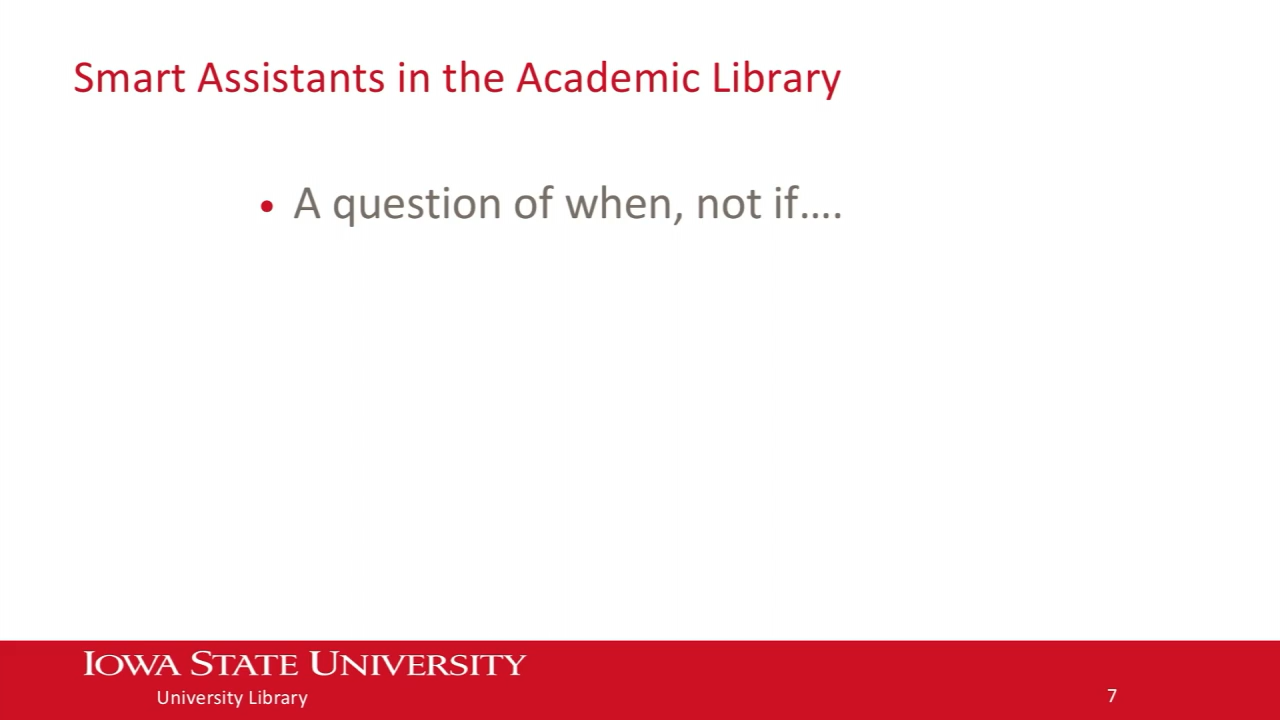 Smart Assistants in the Academic Library
• A question of when, not if....
IOWA STATE UNIVERSITY
University Library
7